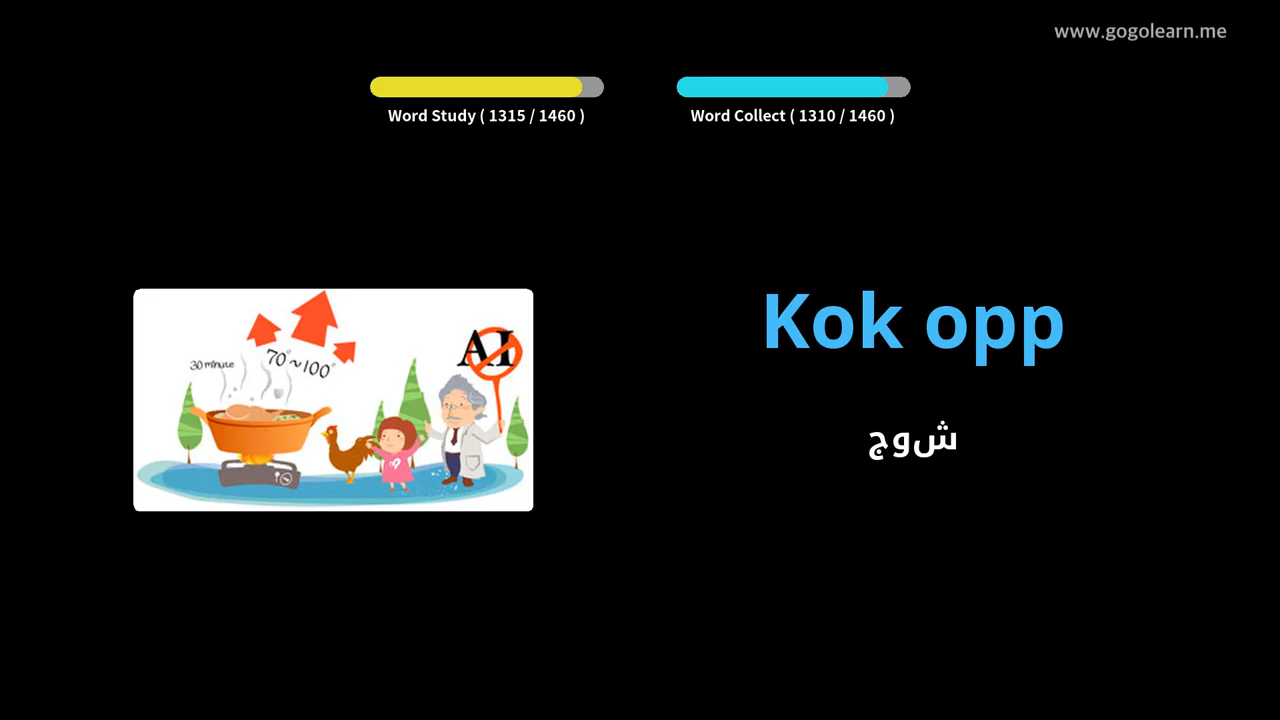 www.gogolearn.me
Word Study ( 1315 / 1460 )
Word Collect ( 1310 / 1460 )
30 minute
70°~100°
AI
Kok opp
شوج